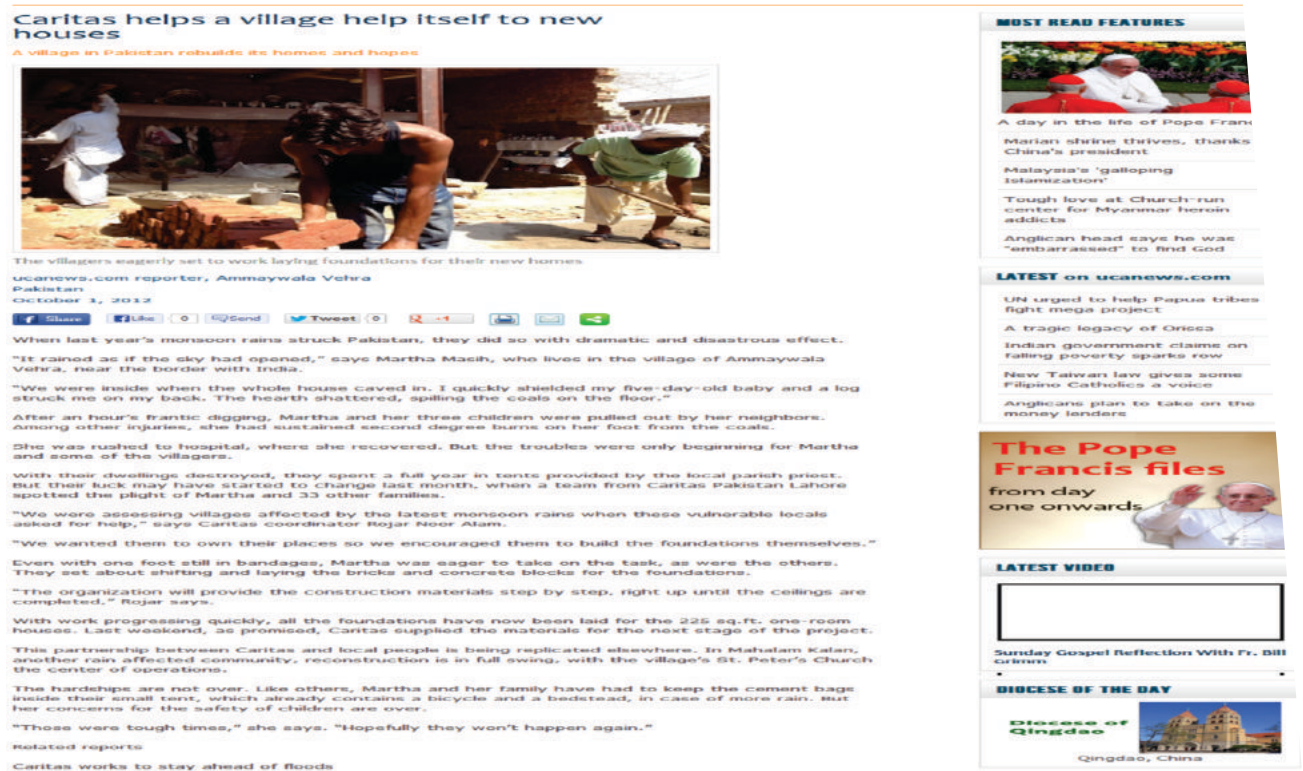 Caritas helps a village help itself to new
houses
A village in Pakistan rebuilds its homes and hopes
The villagers eagerly set to work laying foundations for their new homes
ucanews.com reporter, Ammaywala Vehra
Pakistan
October 1, 2012
Share Like 0 Send Tweet 0 +1
When last year's monsoon rains struck Pakistan, they did so with dramatic and disastrous effect.
"It rained as if the sky had opened," says Martha Masih, who lives in the village of Ammaywala
Vehra, near the border with India.
"We were inside when the whole house caved in. I quickly shielded my five-day-old baby and a log
struck me on my back. The hearth shattered, spilling the coals on the floor."
After an hour's frantic digging, Martha and her three children were pulled out by her neighbors.
Among other injuries, she had sustained second degree burns on her foot from the coals.
She was rushed to hospital, where she recovered. But the troubles were only beginning for Martha
and some of the villagers.
With their dwellings destroyed, they spent a full year in tents provided by the local parish priest.
But their luck may have started to change last month, when a team from Caritas Pakistan Lahore
spotted the plight of Martha and 33 other families.
"We were assessing villages affected by the latest monsoon rains when these vulnerable locals
asked for help," says Caritas coordinator Rojar Noor Alam.
"We wanted them to own their places so we encouraged them to build the foundations themselves."
Even with one foot still in bandages, Martha was eager to take on the task, as were the others.
They set about shifting and laying the bricks and concrete blocks for the foundations.
"The organization will provide the construction materials step by step, right up until the ceilings are
completed," Rojar says.
With work progressing quickly, all the foundations have now been laid for the 225 sq.ft. one-room
houses. Last weekend, as promised, Caritas supplied the materials for the next stage of the project.
This partnership between Caritas and local people is being replicated elsewhere. In Mahalam Kalan,
another rain affected community, reconstruction is in full swing, with the village's St. Peter's Church
the center of operations.
The hardships are not over. Like others, Martha and her family have had to keep the cement bags
inside their small tent, which already contains a bicycle and a bedstead, in case of more rain. But
her concerns for the safety of children are over.
"Those were tough times," she says. "Hopefully they won't happen again."
Related reports
Caritas works to stay ahead of floods
MOST READ FEATURES
A day in the life of Pope Fran
Marian shrine thrives, thanks
China's president
Malaysia's 'galloping
Islamization'
Tough love at Church-run
center for Myanmar heroin
addicts
Anglican head says he was
"embarrassed" to find God
LATEST on ucanews.com
UN urged to help Papua tribes
fight mega project
A tragic legacy of Orissa
Indian government claims on
falling poverty sparks row
New Taiwan law gives some
Filipino Catholics a voice
Anglicans plan to take on the
money lenders
The Pope
Francis files
from day
one onwards
LATEST VIDEO
Sunday Gospel Reflection With Fr. Bill
Grimm
DIOCESE OF THE DAY
Diocese of
Qingdao
Qingdao, China